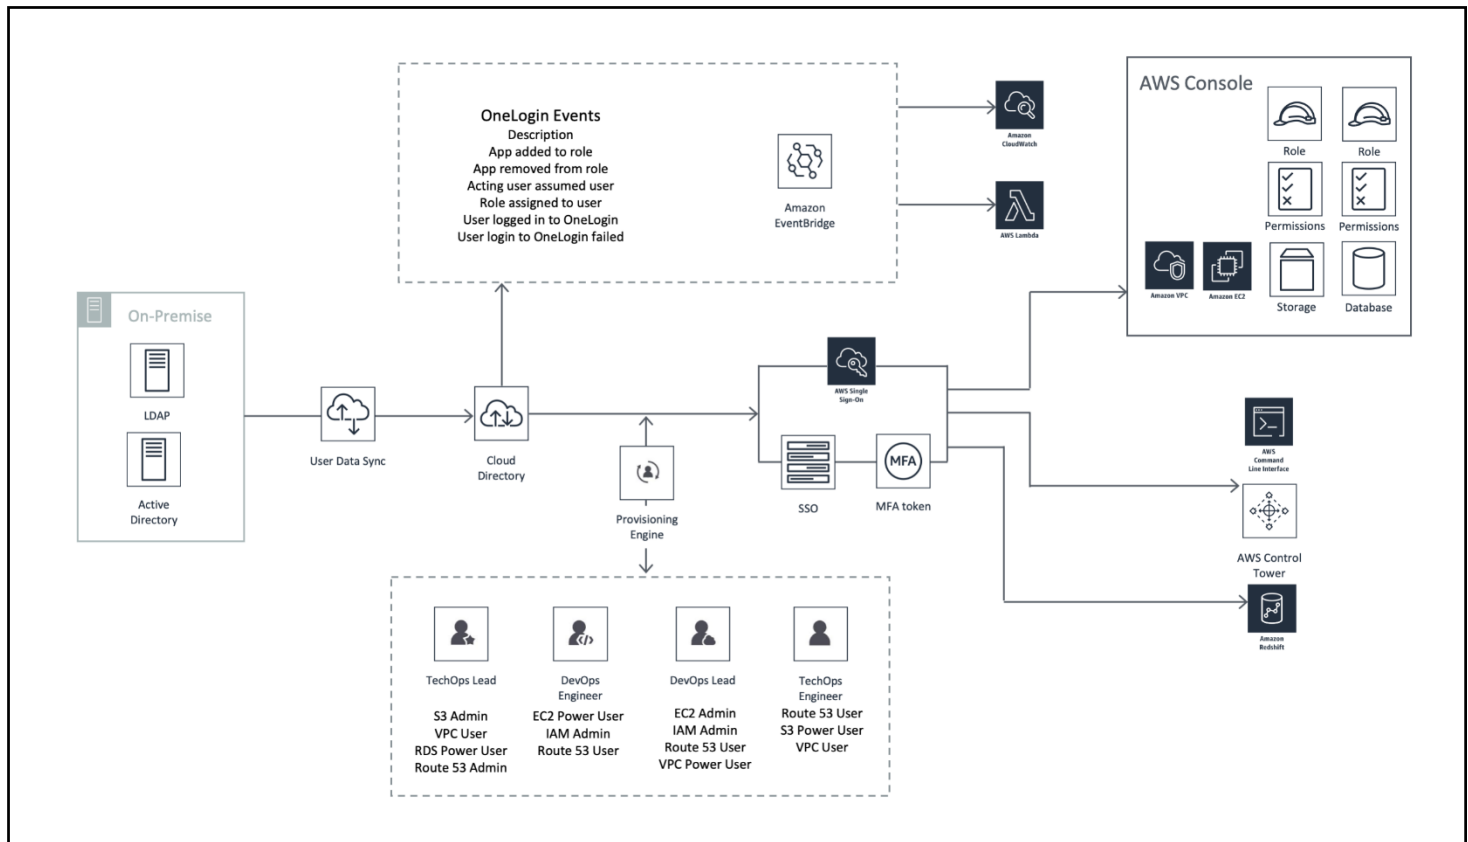 OneLogin Events
Description
App added to role
App removed from role
Acting user assumed user
Role assigned to user
User logged in to OneLogin
User login to OneLogin failed
Amazon
EventBridge
Amazon
CloudWatch
AWS Lambda
AWS Console
Role
Role
Permissions
Permissions
Amazon VPC
Amazon EC2
Storage
Database
On-Premise
LDAP
Active
Directory
User Data Sync
Cloud
Directory
Provisioning
Engine
AWS Single
Sign-On
SSO
MFA
MFA token
AWS
Command
Line Interface
AWS Control
Tower
Amazon
Redshift
TechOps Lead
S3 Admin
VPC User
RDS Power User
Route 53 Admin
DevOps
Engineer
EC2 Power User
IAM Admin
Route 53 User
DevOps Lead
EC2 Admin
IAM Admin
Route 53 User
VPC Power User
TechOps
Engineer
Route 53 User
S3 Power User
VPC User